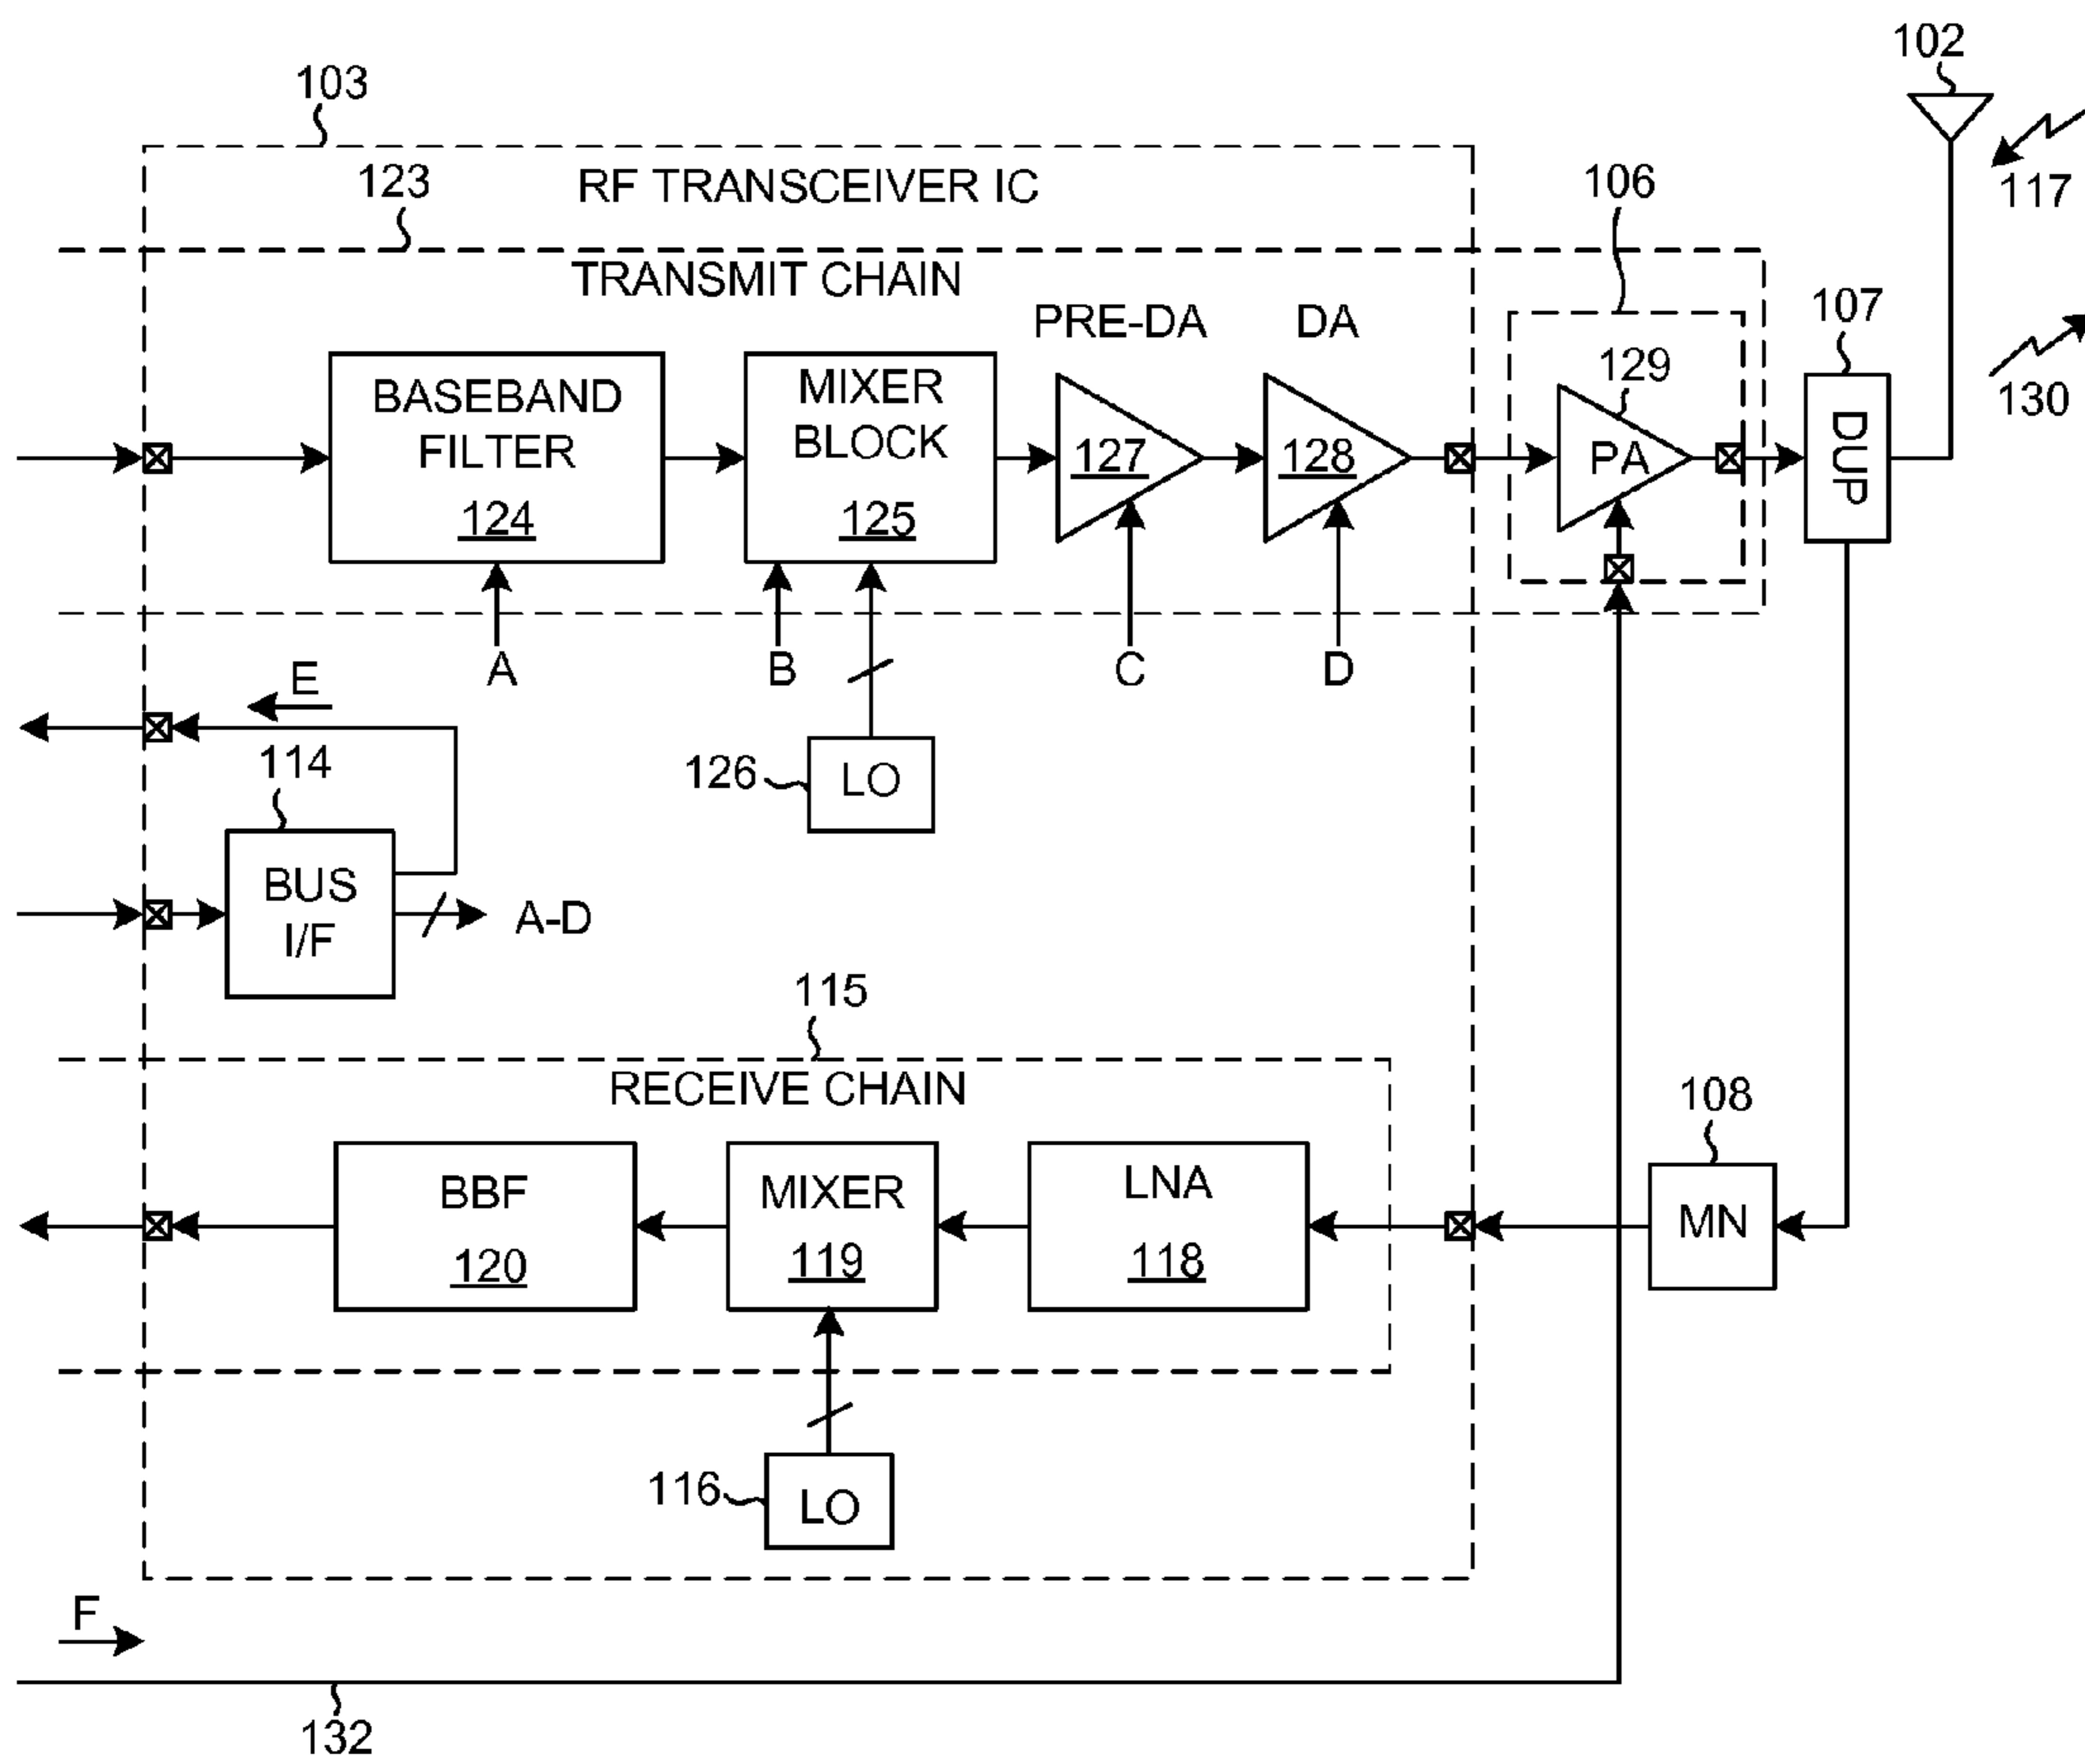 102
103
123
RF TRANSCEIVER IC
106
117
TRANSMIT CHAIN
PRE-DA
DA
107
129
130
BASEBAND
FILTER
124
MIXER
BLOCK
125
127
128
PA
DUP
A
B
C
D
E
114
126
LO
BUS
I/F
A-D
115
RECEIVE CHAIN
108
BBF
120
MIXER
119
LNA
118
MN
116
LO
F
132